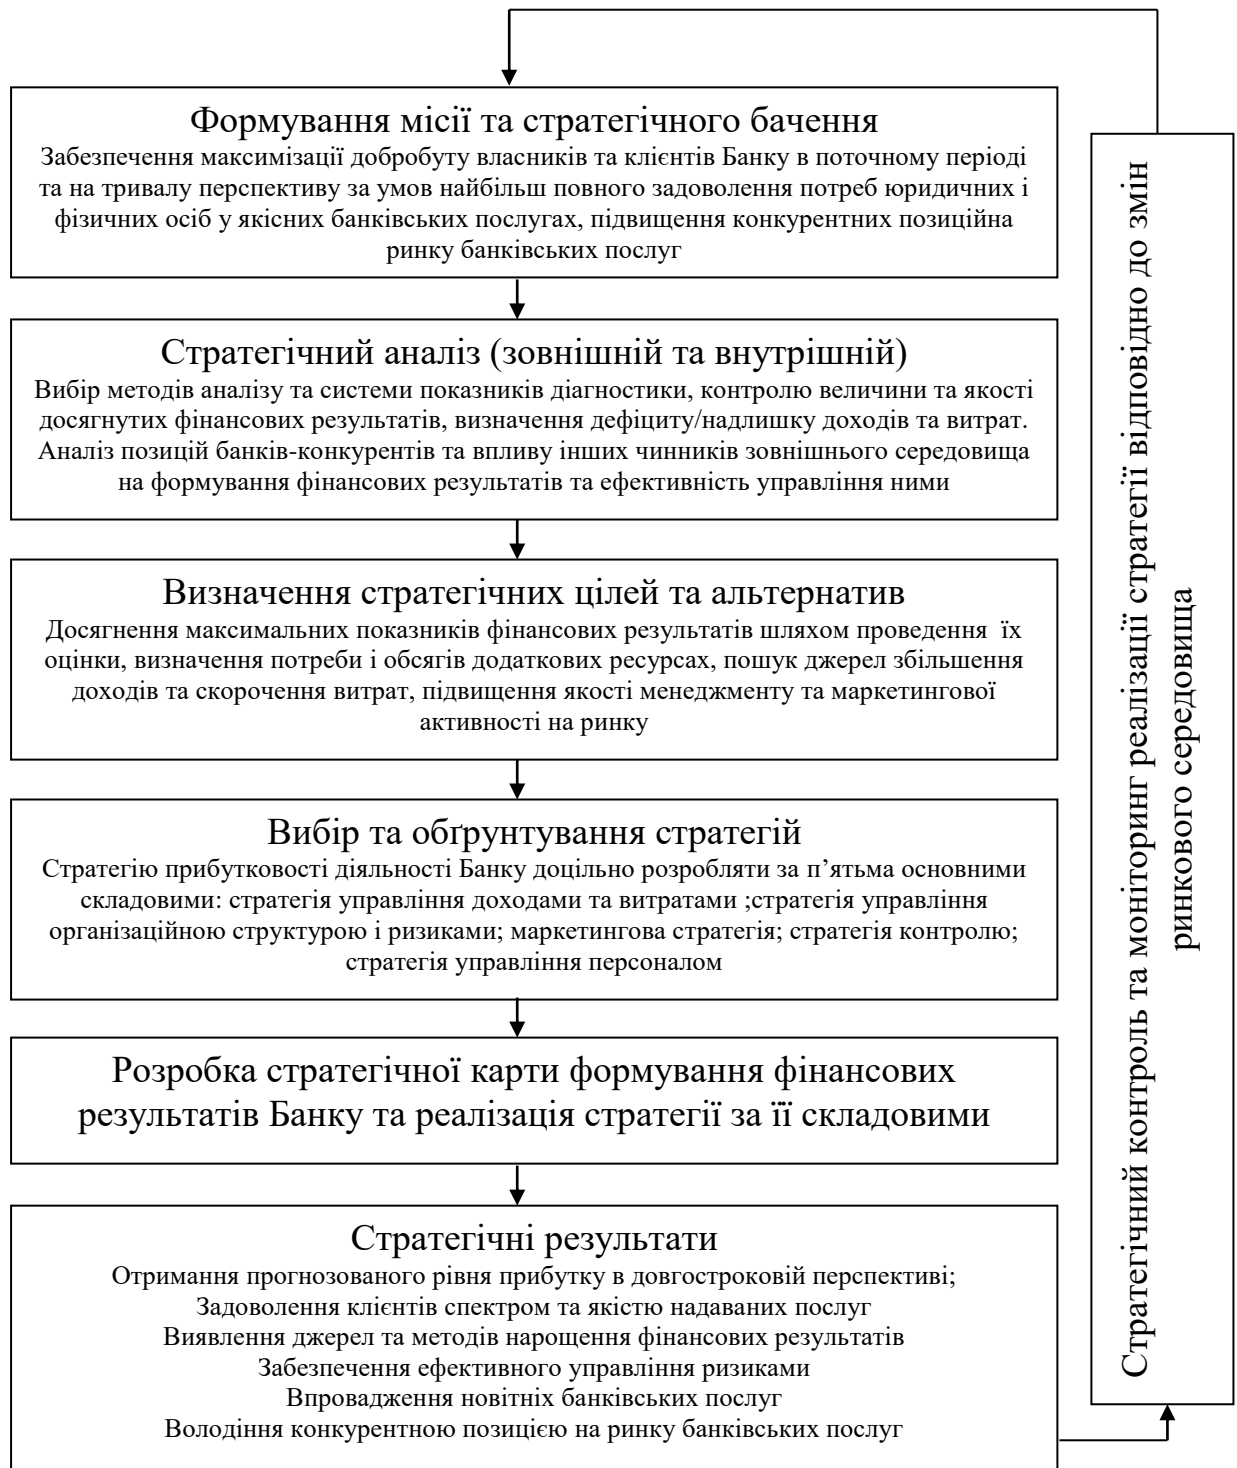 Формування місії та стратегічного бачення
Забезпечення максимізації добробуту власників та клієнтів Банку в поточному періоді
та на тривалу перспективу за умов найбільш повного задоволення потреб юридичних і
фізичних осіб у якісних банківських послугах, підвищення конкурентних позиційна
ринку банківських послуг
Стратегічний аналіз (зовнішній та внутрішній)
Вибір методів аналізу та системи показників діагностики, контролю величини та якості
досягнутих фінансових результатів, визначення дефіциту/надлишку доходів та витрат.
Аналіз позицій банків-конкурентів та впливу інших чинників зовнішнього середовища
на формування фінансових результатів та ефективність управління ними
Визначення стратегічних цілей та альтернатив
Досягнення максимальних показників фінансових результатів шляхом проведення їх
оцінки, визначення потреби і обсягів додаткових ресурсах, пошук джерел збільшення
доходів та скорочення витрат, підвищення якості менеджменту та маркетингової
активності на ринку
Вибір та обґрунтування стратегій
Стратегію прибутковості діяльності Банку доцільно розробляти за п’ятьма основними
складовими: стратегія управління доходами та витратами ;стратегія управління
організаційною структурою і ризиками; маркетингова стратегія; стратегія контролю;
стратегія управління персоналом
Розробка стратегічної карти формування фінансових
результатів Банку та реалізація стратегії за її складовими
Стратегічні результати
Отримання прогнозованого рівня прибутку в довгостроковій перспективі;
Задоволення клієнтів спектром та якістю надаваних послуг
Виявлення джерел та методів нарощення фінансових результатів
Забезпечення ефективного управління ризиками
Впровадження новітніх банківських послуг
Володіння конкурентною позицією на ринку банківських послуг
Стратегічний контроль та моніторинг реалізації стратегії відповідно до змін
ринкового середовища